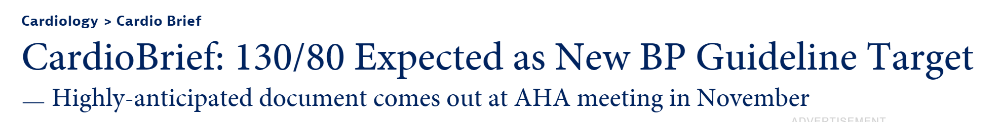 Cardiology > Cardio Brief
CardioBrief: 130/80 Expected as New BP Guideline Target
— Highly-anticipated document comes out at AHA meeting in November
ADVERTISEMENT